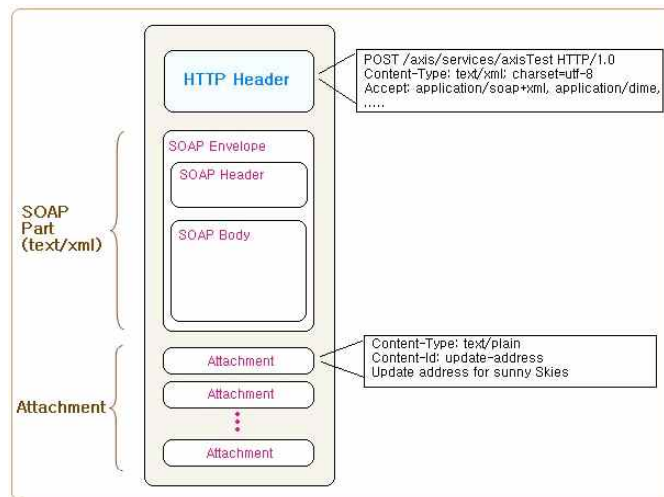 HTTP Header
POST /axis/services/axisTest HTTP/1.0
Content-Type: text/xml; charset=utf-8
Accept: application/soap+xml, application/dime,
.....
SOAP
Part
(text/xml)
SOAP Envelope
SOAP Header
SOAP Body
Attachment
Attachment
Content-Type: text/plain
Content-Id: update-address
Update address for sunny Skies
Attachment
Attachment